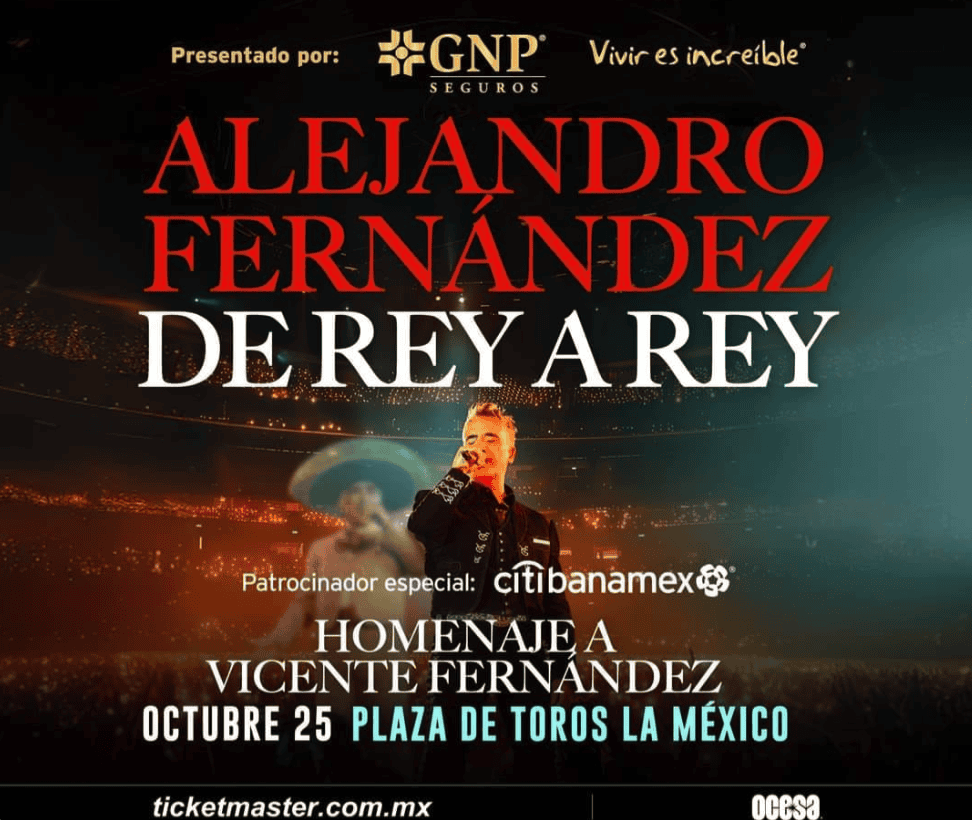 Presentado por: GNP® Vivir es increíble®
SEGUROS
ALEJANDRO
FERNÁNDEZ
DE REY A REY
Patrocinador especial: citibanamex®
HOMENAJE A
VICENTE FERNÁNDEZ
OCTUBRE 25 PLAZA DE TOROS LA MÉXICO
ticketmaster.com.mx ocesa